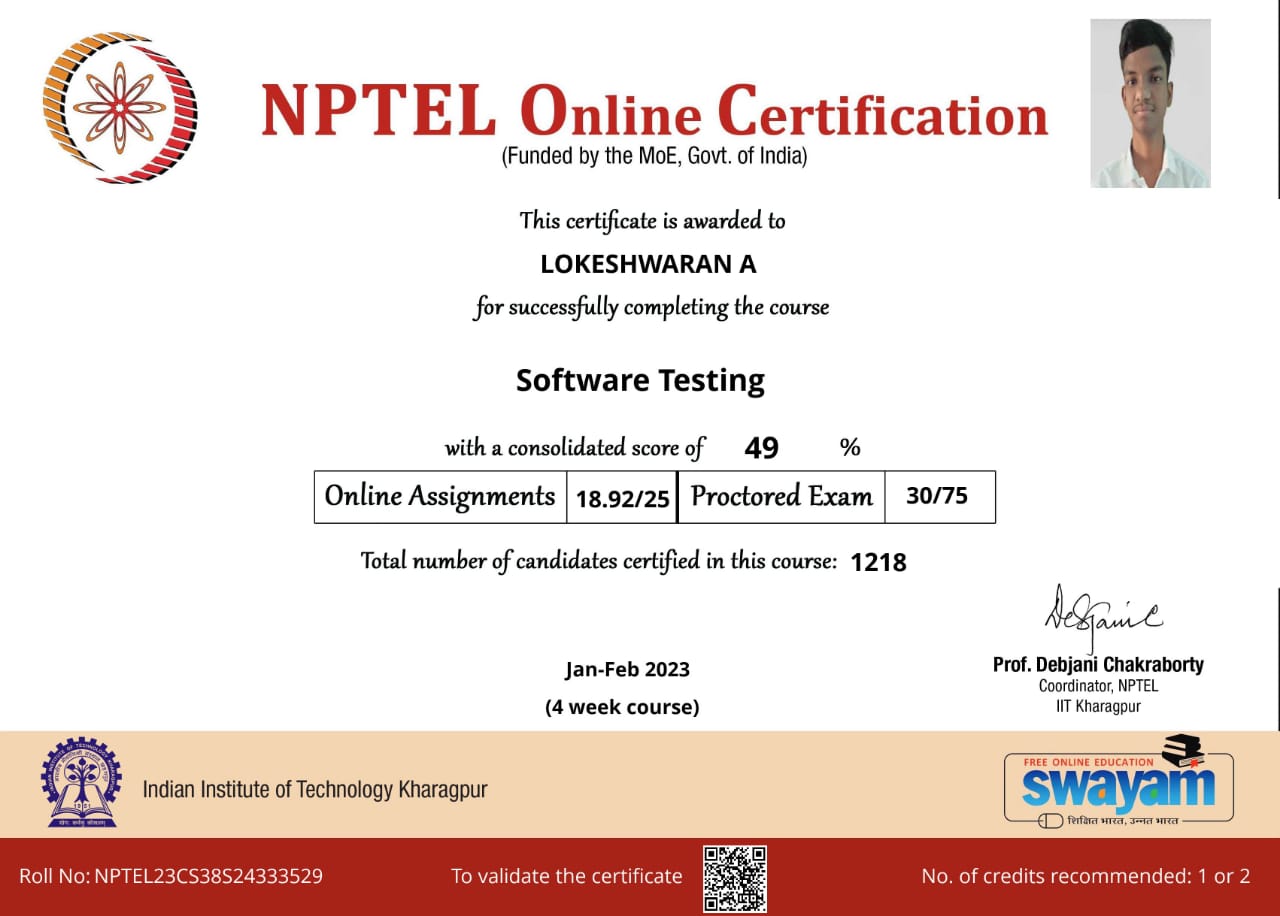 NPTEL Online Certification
(Funded by the MoE, Govt. of India)
This certificate is awarded to
LOKESHWARAN A
for successfully completing the course
Software Testing
with a consolidated score of 49 %
Online Assignments 18.92/25 Proctored Exam 30/75
Total number of candidates certified in this course: 1218
Jan-Feb 2023
(4 week course)
Prof. Debjani Chakraborty
Coordinator, NPTEL
IIT Kharagpur
Indian Institute of Technology Kharagpur
FREE ONLINE EDUCATION
swayam
शिक्षित भारत, उन्नत भारत
Roll No: NPTEL23CS38S24333529
To validate the certificate
No. of credits recommended: 1 or 2